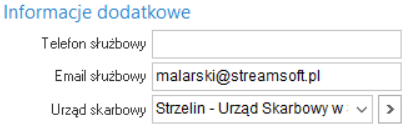 Informacje dodatkowe
Telefon służbowy
Email służbowy malarski@streamsoft.pl
Urząd skarbowy Strzelin - Urząd Skarbowy w